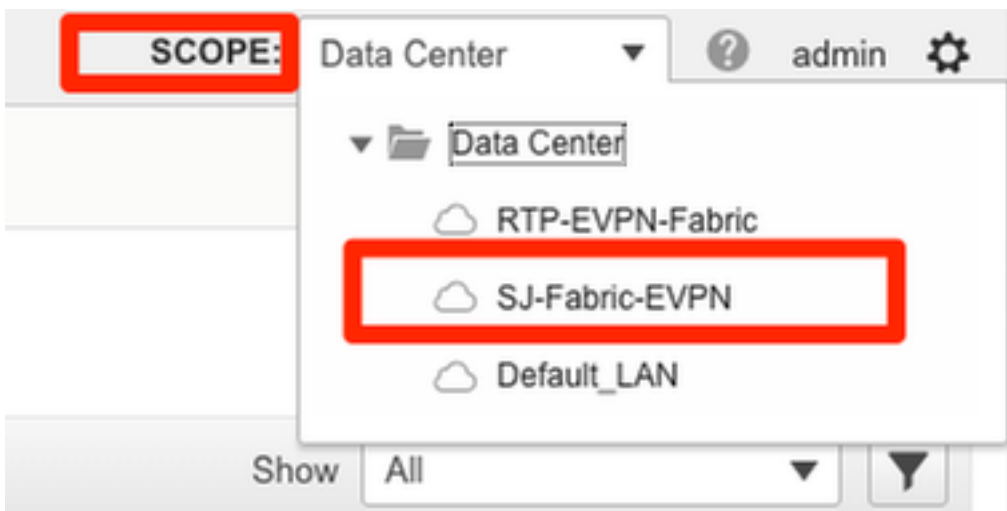 SCOPE: Data Center ? admin
Data Center
RTP-EVPN-Fabric
SJ-Fabric-EVPN
Default_LAN
Show All